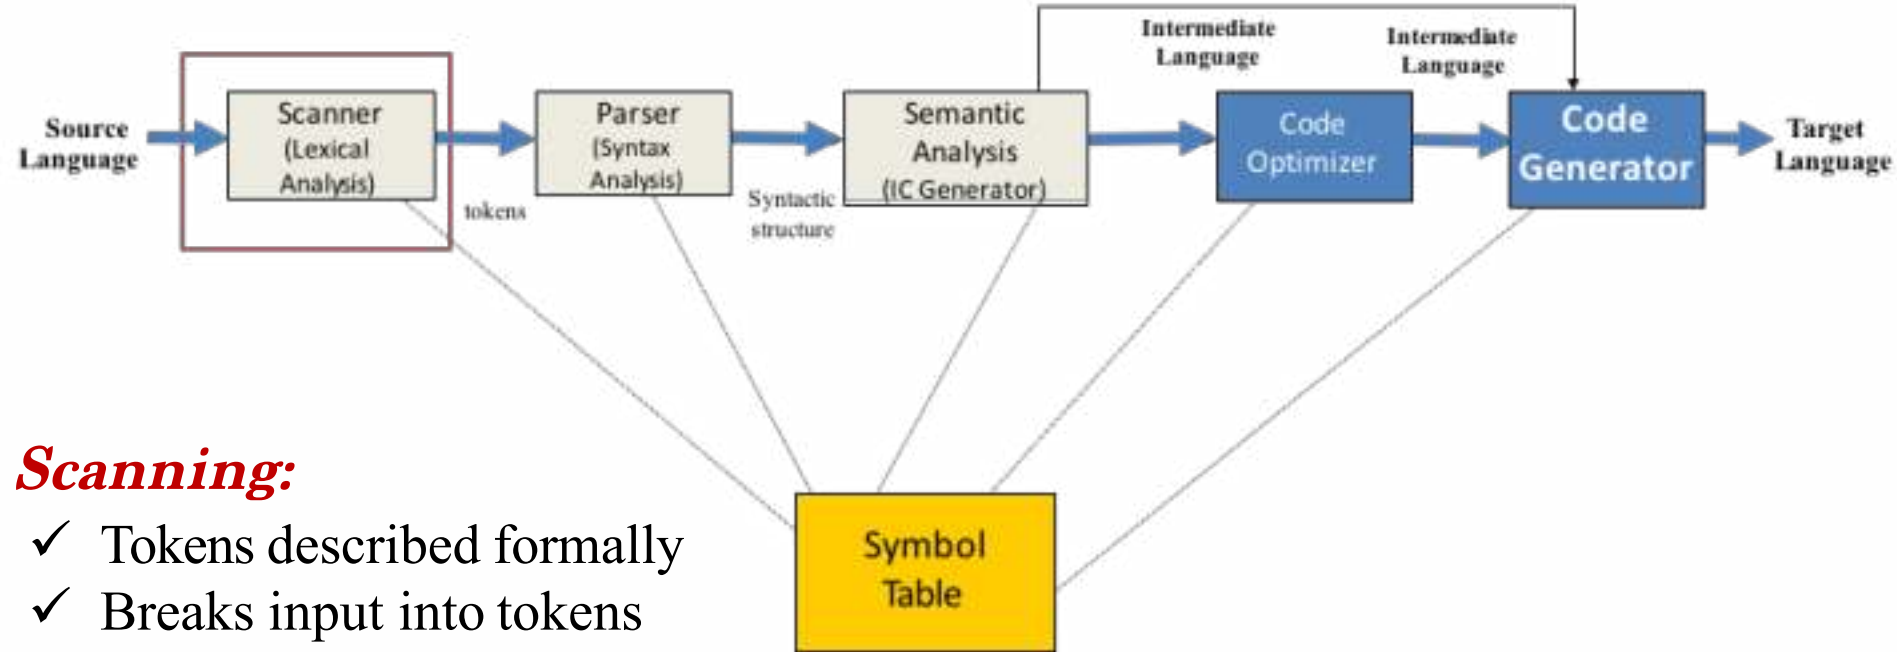 Source
Language
Scanner
(Lexical
Analysis)
tokens
Parser
(Syntax
Analysis)
Syntactic
structure
Semantic
Analysis
(IC Generator)
Intermediate
Language
Code
Optimizer
Intermediate
Language
Code
Generator
Target
Language
Scanning:
✓ Tokens described formally
✓ Breaks input into tokens
Symbol
Table